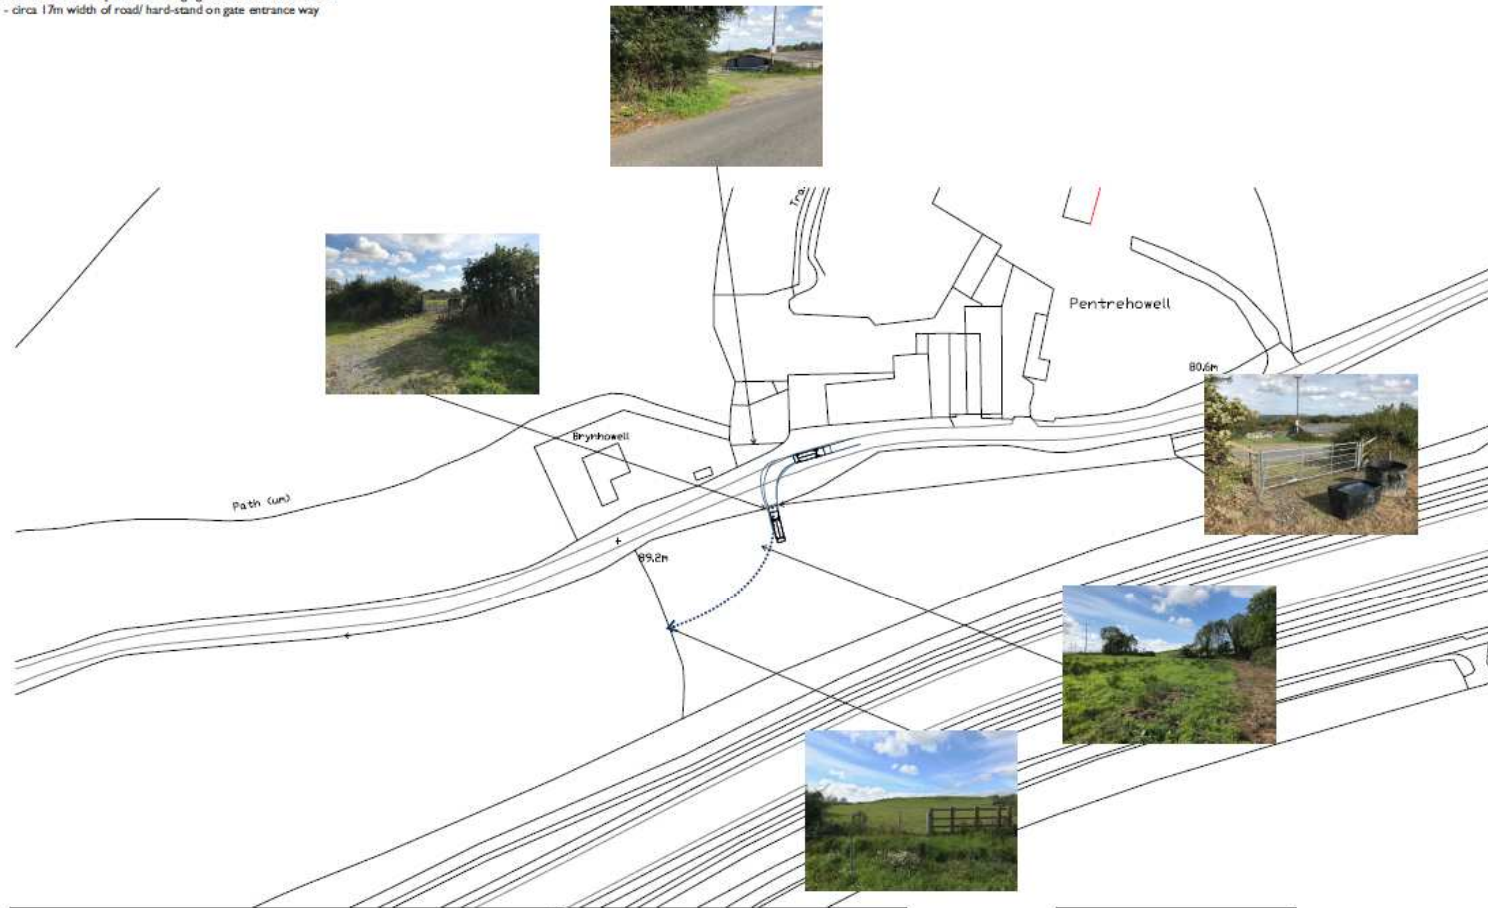 - circa 17m width of road/ hard-stand on gate entrance way
Tra
Pentrehowell
80.6m
Brynhowell
Path (um)
89.2m